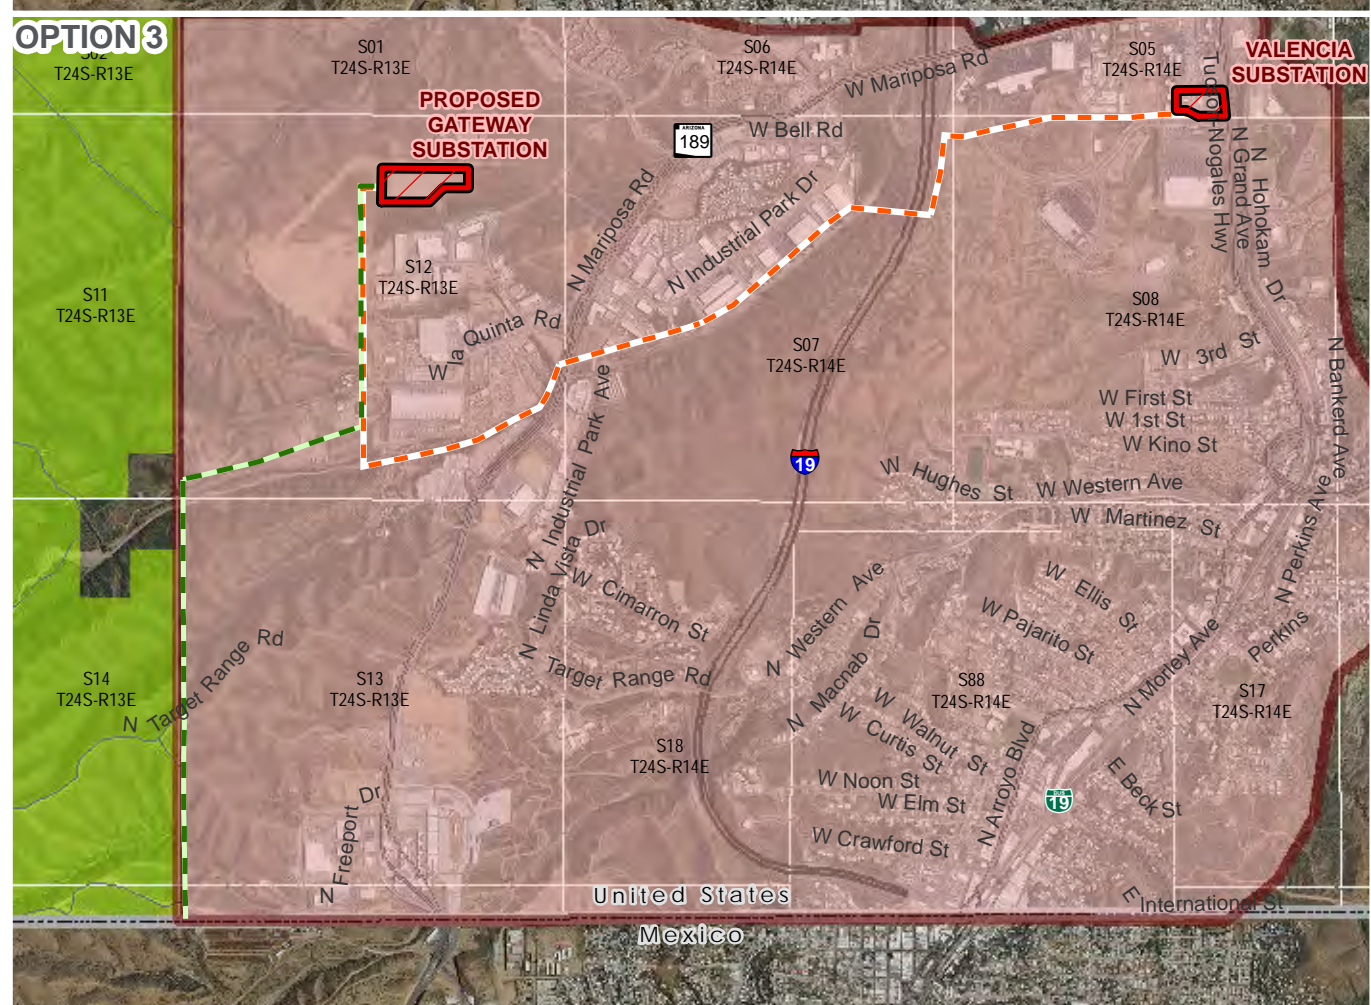 OPTION 3
S02
T24S-R13E
S01
T24S-R13E
S06
T24S-R14E
S05
T24S-R14E
VALENCIA
SUBSTATION
W Mariposa Rd
PROPOSED
GATEWAY
SUBSTATION
ARIZONA
189
W Bell Rd
N Mariposa Rd
N Industrial Park Dr
Tucson-Nogales Hwy
N Grand Ave
N Hohokam Dr
S12
T24S-R13E
S11
T24S-R13E
W la Quinta Rd
S07
T24S-R14E
S08
T24S-R14E
W 3rd St
N Bankerd Ave
W First St
W 1st St
W Kino St
19
W Hughes St
W Western Ave
W Martinez St
N Industrial Park Ave
N Linda Vista Dr
W Cimarron St
Target Range Rd
N Western Ave
N Macnab Dr
W Ellis St
W Pajarito St
N Perkins Ave
Perkins
N Morley Ave
N Target Range Rd
S14
T24S-R13E
S13
T24S-R13E
S88
T24S-R14E
S17
T24S-R14E
S18
T24S-R14E
W Walnut St
W Curtis St
W Noon St
W Elm St
W Crawford St
N Arroyo Blvd
BUS
19
E Beck St
N Freeport Dr
E International St
United States
Mexico